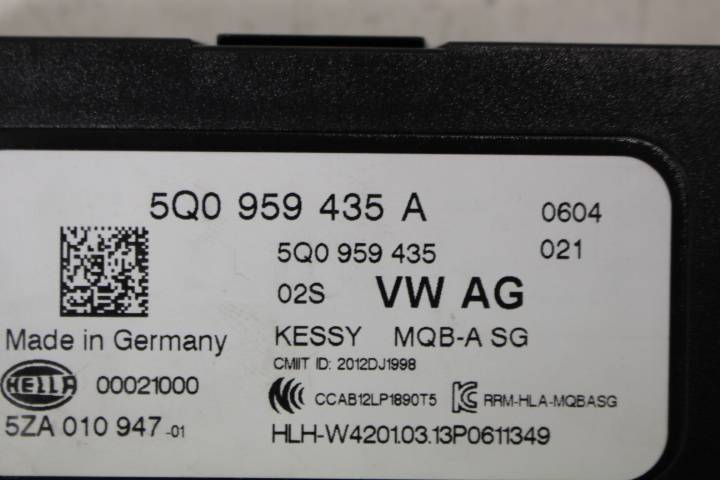 5Q0 959 435 A 0604
5Q0 959 435 021
02S VW AG
Made in Germany KESSY MQB-A SG
CMIIT ID: 2012DJ1998
HELLA 00021000 CCAB12LP1890T5 RRM-HLA-MQBASG
5ZA 010 947 -01 HLH-W4201.03.13P0611349